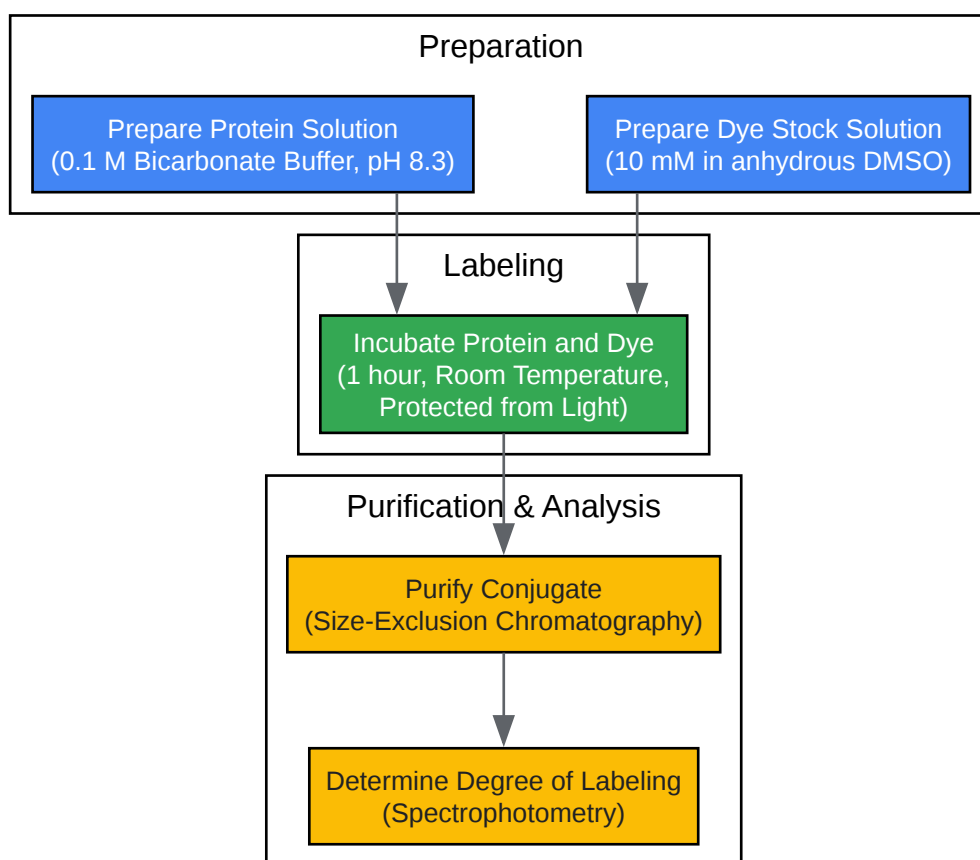 Preparation
Prepare Protein Solution
(0.1 M Bicarbonate Buffer, pH 8.3)
Prepare Dye Stock Solution
(10 mM in anhydrous DMSO)
Labeling
Incubate Protein and Dye
(1 hour, Room Temperature,
Protected from Light)
Purification & Analysis
Purify Conjugate
(Size-Exclusion Chromatography)
Determine Degree of Labeling
(Spectrophotometry)